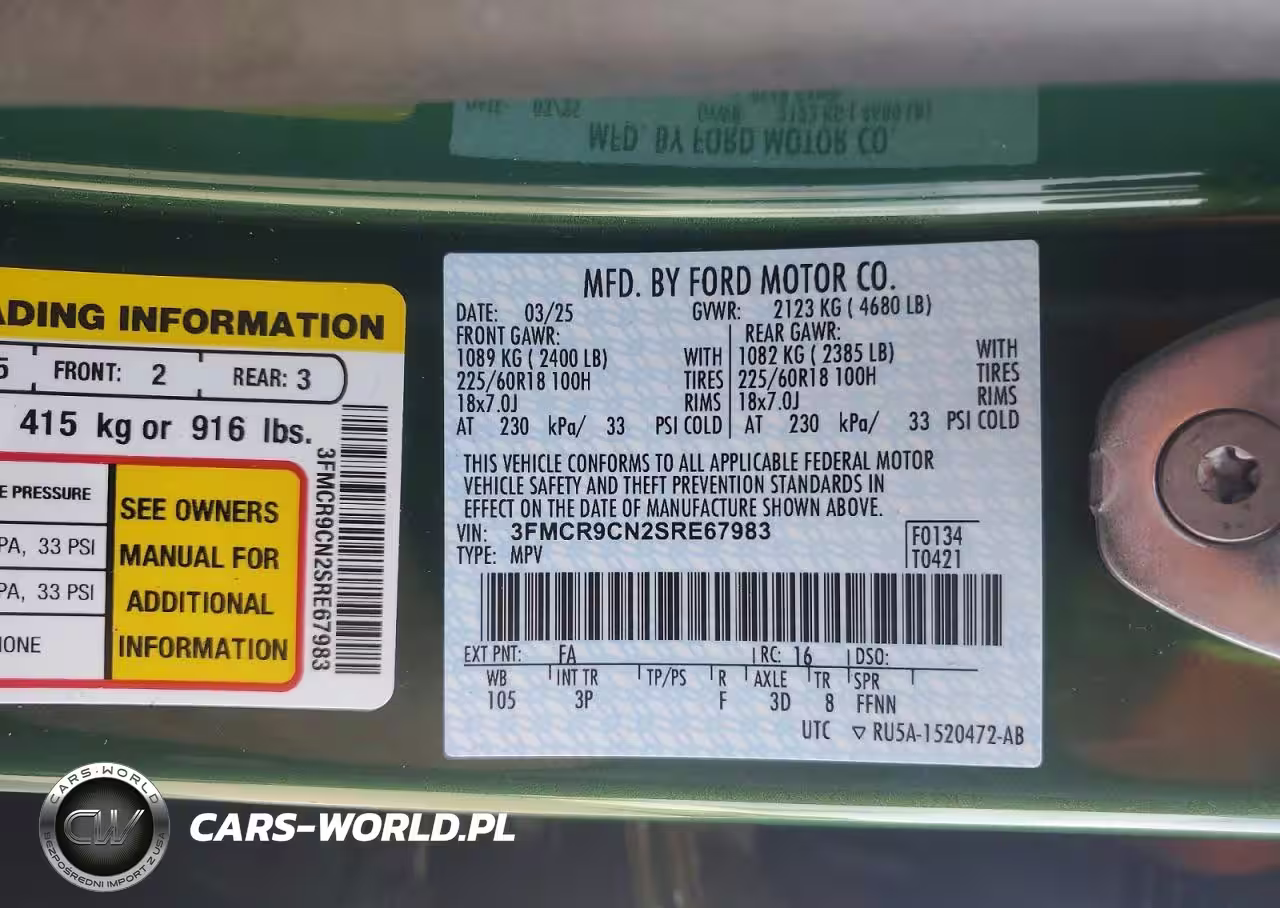 MFD. BY FORD MOTOR CO.
DATE: 03/25 GVWR: 2123 KG ( 4680 LB)
FRONT GAWR: REAR GAWR:
1089 KG ( 2400 LB) WITH 1082 KG ( 2385 LB) WITH
225/60R18 100H TIRES 225/60R18 100H TIRES
18x7.0J RIMS 18x7.0J RIMS
AT 230 kPa/ 33 PSI COLD AT 230 kPa/ 33 PSI COLD
THIS VEHICLE CONFORMS TO ALL APPLICABLE FEDERAL MOTOR
VEHICLE SAFETY AND THEFT PREVENTION STANDARDS IN
EFFECT ON THE DATE OF MANUFACTURE SHOWN ABOVE.
VIN: 3FMCR9CN2SRE67983 F0134
TYPE: MPV T0421
EXT PNT: FA RC: 16 DSO:
WB INT TR TP/PS R AXLE TR SPR
105 3P F 3D 8 FFNN
UTC ▽ RU5A-1520472-AB
ADING INFORMATION
5 FRONT: 2 REAR: 3
415 kg or 916 lbs.
3FMCR9CN2SRE67983
E PRESSURE
PA, 33 PSI
PA, 33 PSI
IONE
SEE OWNERS
MANUAL FOR
ADDITIONAL
INFORMATION
CARS-WORLD
CW
BEZPOŚREDNI IMPORT Z USA
CARS-WORLD.PL